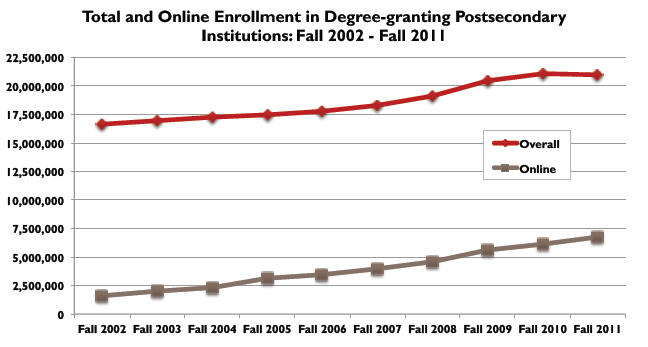 Total and Online Enrollment in Degree-granting Postsecondary
Institutions: Fall 2002 - Fall 2011
22,500,000
20,000,000
17,500,000
15,000,000
12,500,000
10,000,000
7,500,000
5,000,000
2,500,000
0
Overall
Online
Fall 2002 Fall 2003 Fall 2004 Fall 2005 Fall 2006 Fall 2007 Fall 2008 Fall 2009 Fall 2010 Fall 2011